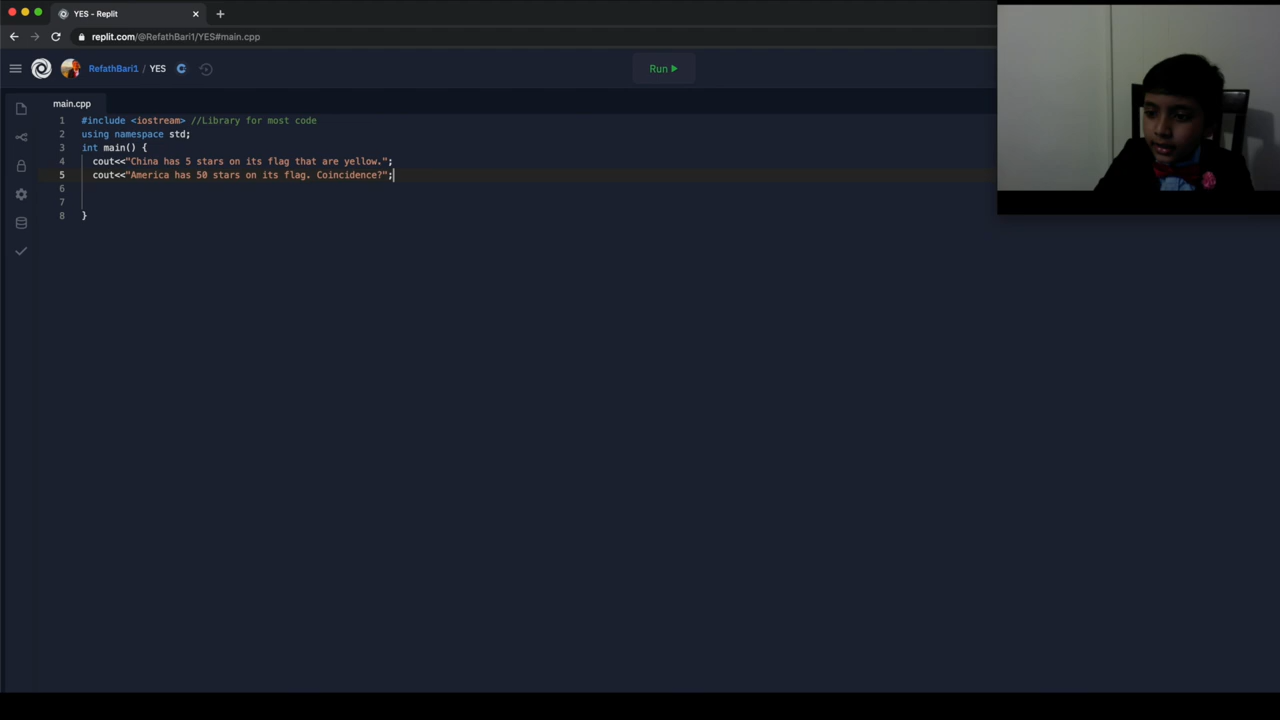 YES - Replit
replit.com/@RefathBari1/YES#main.cpp
RefathBari1 / YES
Run
main.cpp
1 #include <iostream> //Library for most code
2 using namespace std;
3 int main() {
4 cout<<"China has 5 stars on its flag that are yellow.";
5 cout<<"America has 50 stars on its flag. Coincidence?";
6
7
8 }